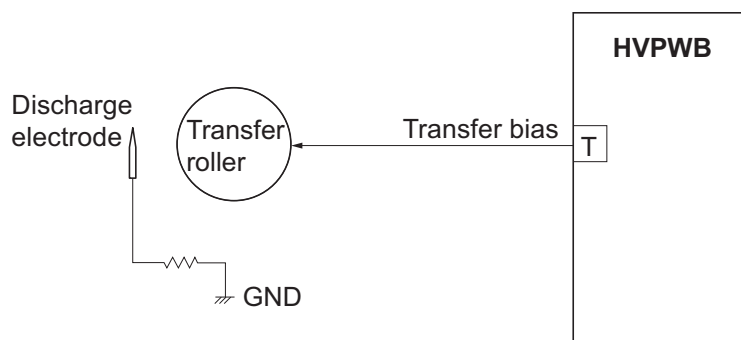 HVPWB
Discharge
electrode
Transfer
roller
Transfer bias
T
GND